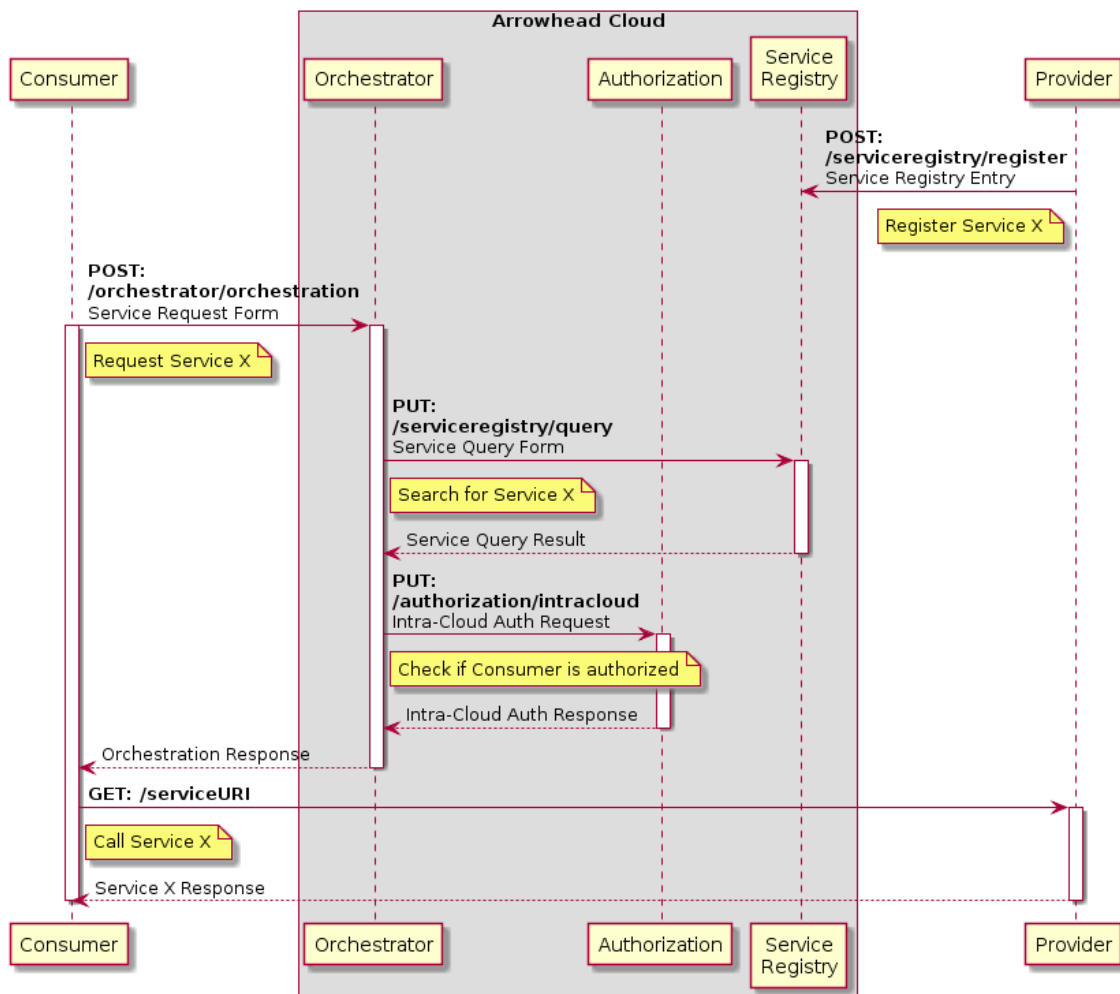 Arrowhead Cloud
Consumer
Orchestrator
Authorization
Service
Registry
Provider
POST:
/serviceregistry/register
Service Registry Entry
Register Service X
POST:
/orchestrator/orchestration
Service Request Form
Request Service X
PUT:
/serviceregistry/query
Service Query Form
Search for Service X
Service Query Result
PUT:
/authorization/intracloud
Intra-Cloud Auth Request
Check if Consumer is authorized
Intra-Cloud Auth Response
Orchestration Response
GET: /serviceURI
Call Service X
Service X Response
Consumer
Orchestrator
Authorization
Service
Registry
Provider